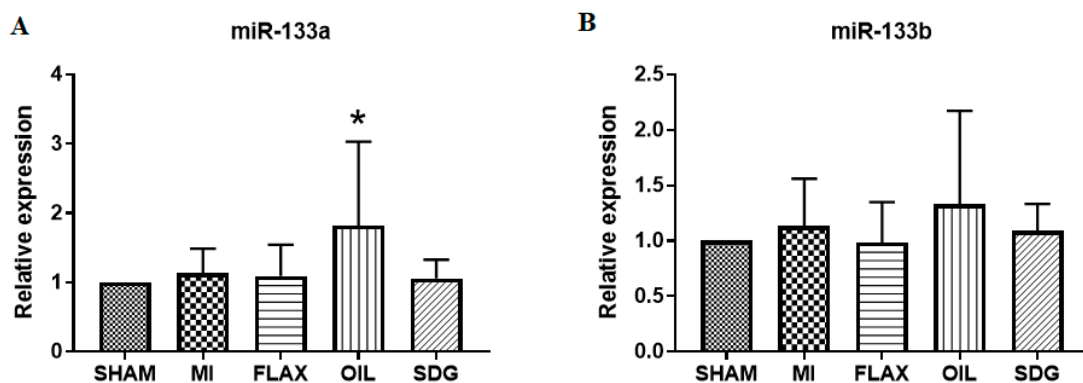 A
miR-133a
Relative expression
4
3
2
1
0
*
SHAM MI FLAX OIL SDG
B
miR-133b
Relative expression
2.5
2.0
1.5
1.0
0.5
0.0
SHAM MI FLAX OIL SDG